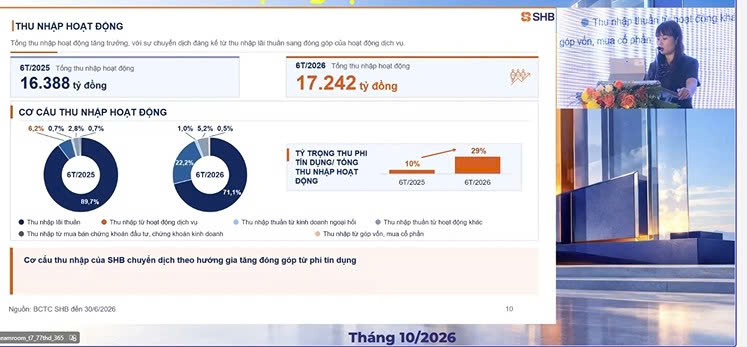 THU NHẬP HOẠT ĐỘNG
SHB
Tổng thu nhập hoạt động tăng trưởng, với sự chuyển dịch đáng kể từ thu nhập lãi thuần sang đóng góp của hoạt động dịch vụ.
6T/2025 Tổng thu nhập hoạt động
16.388 tỷ đồng
6T/2026 Tổng thu nhập hoạt động
17.242 tỷ đồng
CƠ CẤU THU NHẬP HOẠT ĐỘNG
6,2% 0,7% 2,8% 0,7%
6T/2025
89,7%
1,0% 5,2% 0,5%
22,2%
6T/2026
71,1%
TỶ TRỌNG THU PHI
TÍN DỤNG/ TỔNG
THU NHẬP HOẠT
ĐỘNG
10%
29%
6T/2025
6T/2026
Thu nhập lãi thuần
Thu nhập từ hoạt động dịch vụ
Thu nhập thuần từ kinh doanh ngoại hối
Thu nhập thuần từ hoạt động khác
Thu nhập từ mua bán chứng khoán đầu tư, chứng khoán kinh doanh
Thu nhập từ góp vốn, mua cổ phần
Cơ cấu thu nhập của SHB chuyển dịch theo hướng gia tăng đóng góp từ phi tín dụng
Nguồn: BCTC SHB đến 30/6/2026
10
Thu nhập thuần từ hoạt động khác
góp vốn, mua cổ phần
Tháng 10/2026